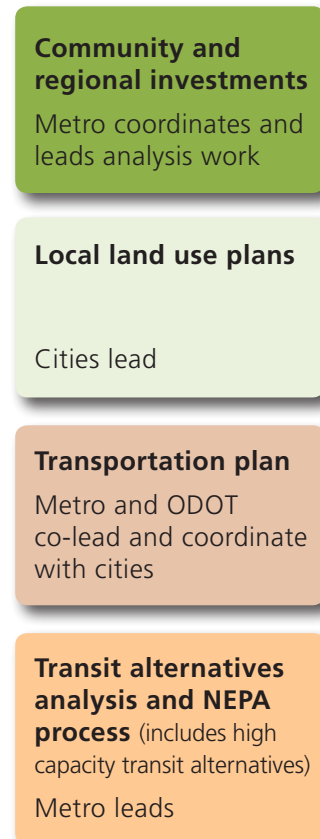 Community and
regional investments
Metro coordinates and
leads analysis work
Local land use plans
Cities lead
Transportation plan
Metro and ODOT
co-lead and coordinate
with cities
Transit alternatives
analysis and NEPA
process (includes high
capacity transit alternatives)
Metro leads